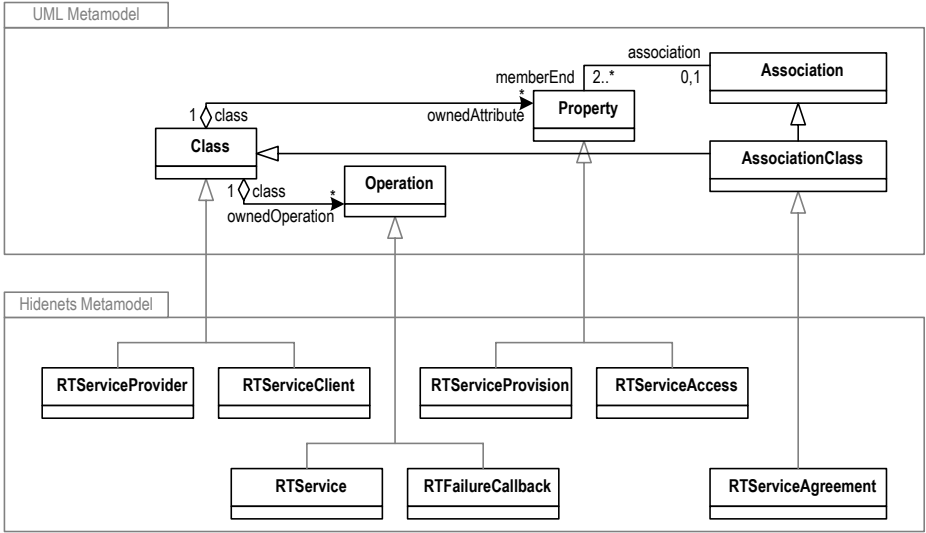 UML Metamodel
association
memberEnd 2..* 0,1 Association
1 class * ownedAttribute Property
Class AssociationClass
1 class * Operation
ownedOperation
Hidenets Metamodel
RTServiceProvider RTServiceClient RTServiceProvision RTServiceAccess
RTService RTFailureCallback RTServiceAgreement